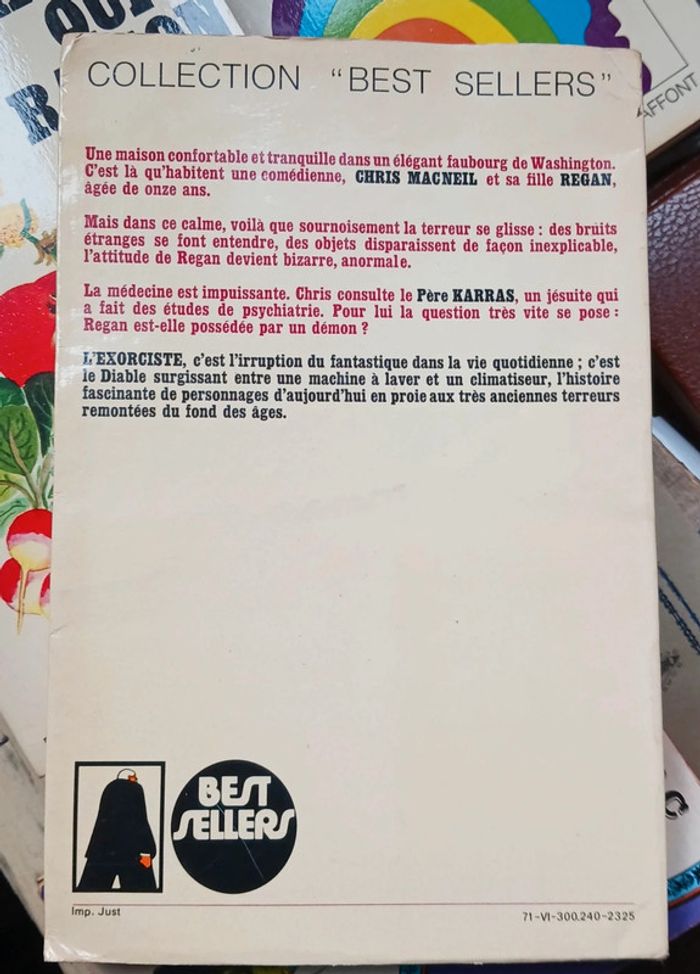 QUI
COLLECTION "BEST SELLERS"
AFFONT
Une maison confortable et tranquille dans un élégant faubourg de Washington.
C'est là qu'habitent une comédienne, CHRIS MACNEIL et sa fille REGAN,
âgée de onze ans.
Mais dans ce calme, voilà que sournoisement la terreur se glisse : des bruits
étranges se font entendre, des objets disparaissent de façon inexplicable,
l'attitude de Regan devient bizarre, anormale.
La médecine est impuissante. Chris consulte le Père KARRAS, un jésuite qui
a fait des études de psychiatrie. Pour lui la question très vite se pose :
Regan est-elle possédée par un démon ?
L'EXORCISTE, c'est l'irruption du fantastique dans la vie quotidienne ; c'est
le Diable surgissant entre une machine à laver et un climatiseur, l'histoire
fascinante de personnages d'aujourd'hui en proie aux très anciennes terreurs
remontées du fond des âges.
BEST
SELLERS
Imp. Just
71-VI-300.240-2325